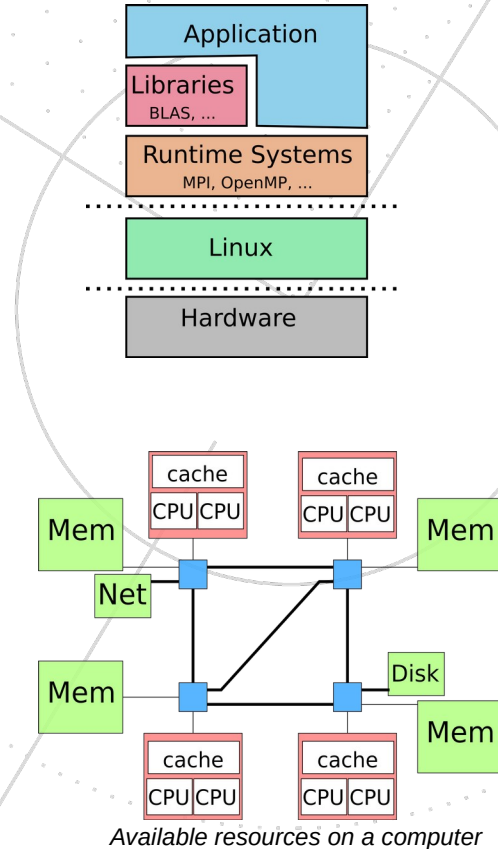 Application
Libraries
BLAS, ...
Runtime Systems
MPI, OpenMP, ...
Linux
Hardware
cache
CPU CPU
cache
CPU CPU
Mem
Mem
Net
Mem
Disk
Mem
cache
CPU CPU
cache
CPU CPU
Available resources on a computer